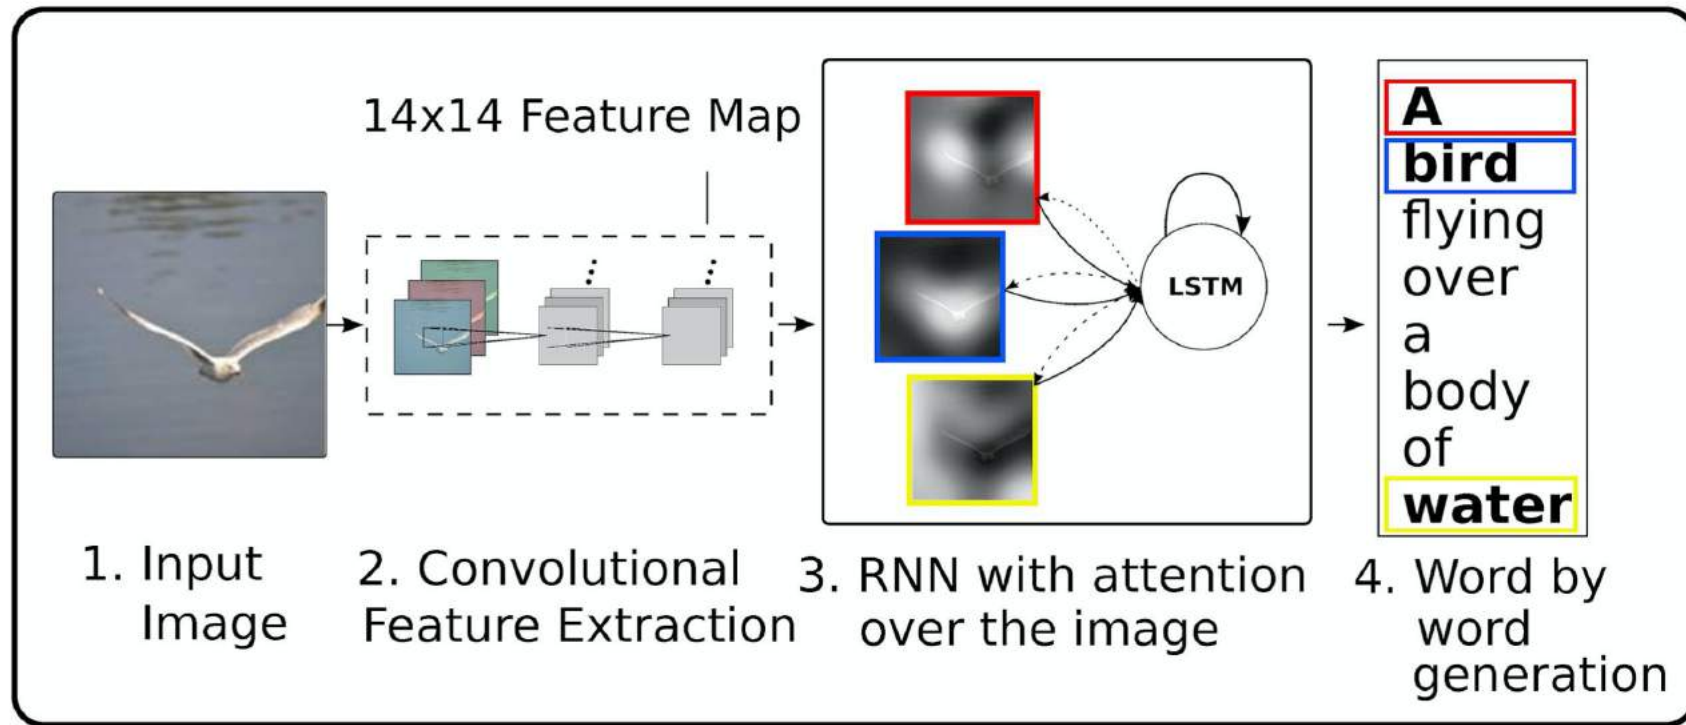 14x14 Feature Map
LSTM
A
bird
flying
over
a
body
of
water
1. Input
Image
2. Convolutional
Feature Extraction
3. RNN with attention
over the image
4. Word by
word
generation